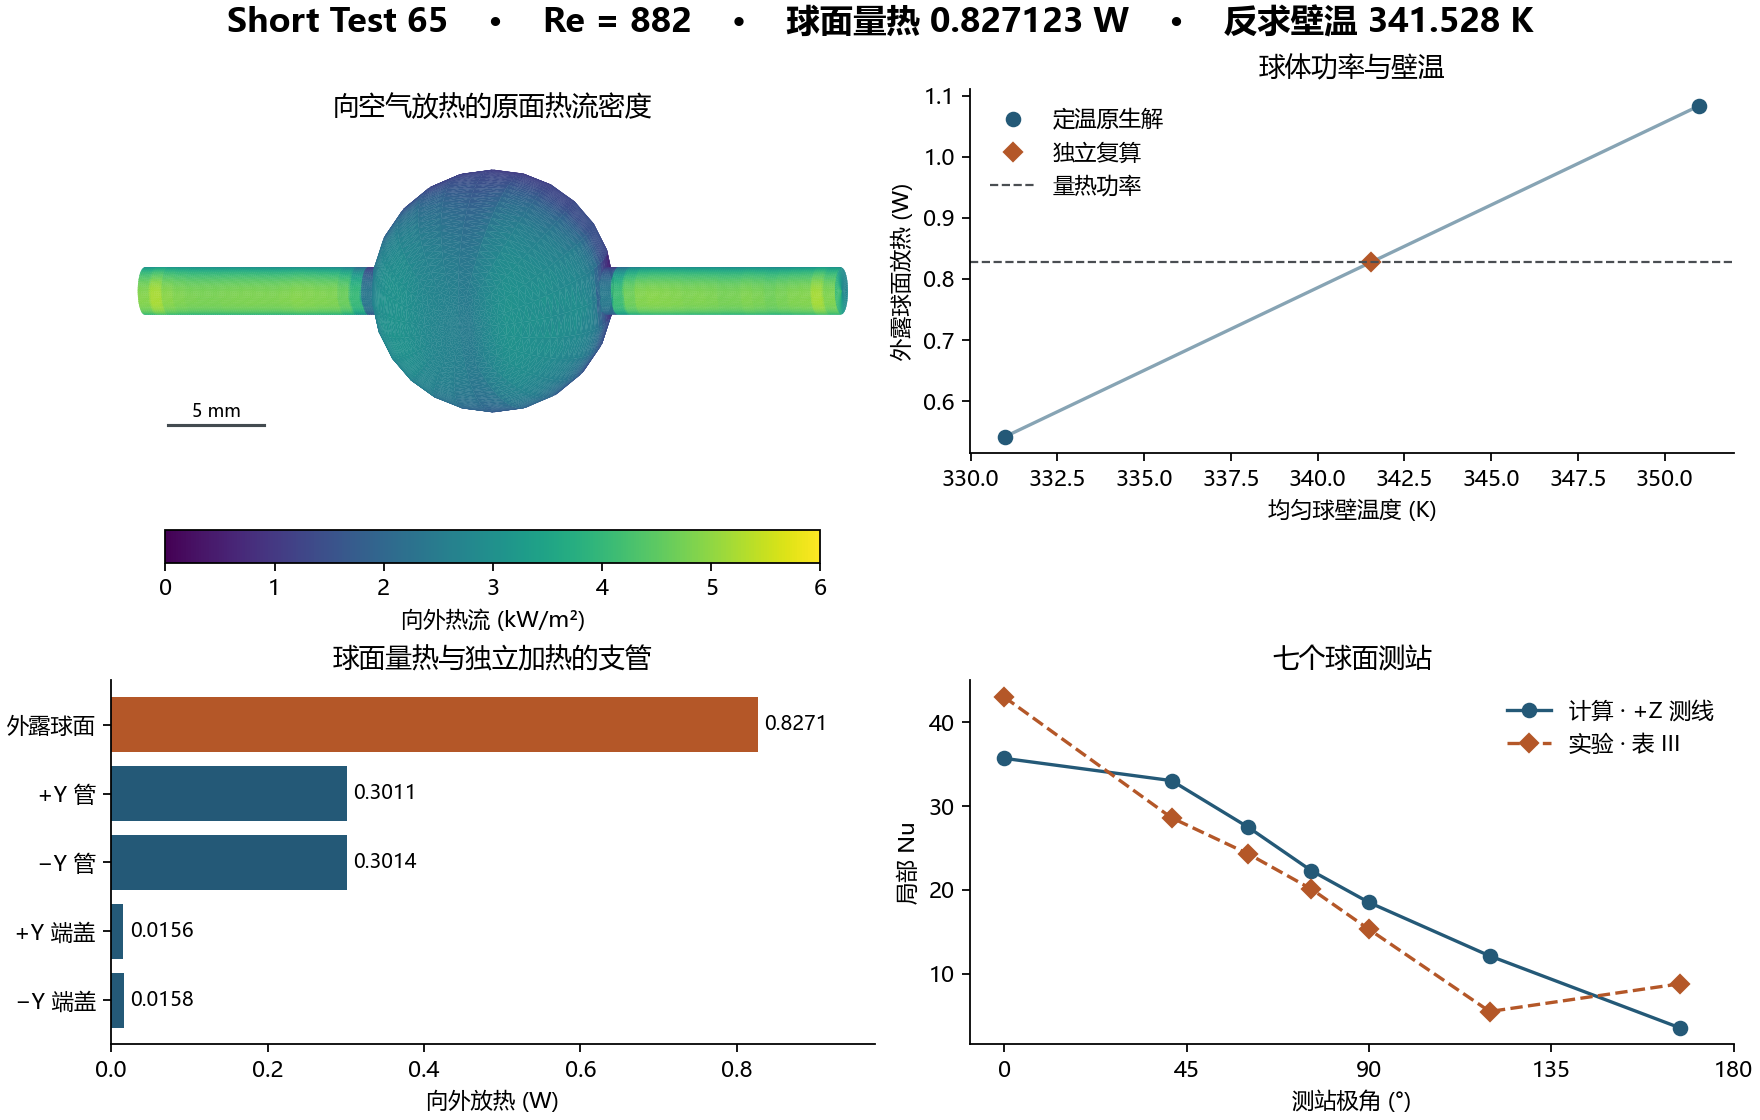 Short Test 65 • Re = 882 • 球面量热 0.827123 W • 反求壁温 341.528 K
向空气放热的原面热流密度
5 mm
0 1 2 3 4 5 6
向外热流 (kW/m²)
球体功率与壁温
定温原生解
独立复算
量热功率
外露球面放热 (W)
1.1
1.0
0.9
0.8
0.7
0.6
330.0 332.5 335.0 337.5 340.0 342.5 345.0 347.5 350.0
均匀球壁温度 (K)
球面量热与独立加热的支管
外露球面 0.8271
+Y 管 0.3011
−Y 管 0.3014
+Y 端盖 0.0156
−Y 端盖 0.0158
0.0 0.2 0.4 0.6 0.8
向外放热 (W)
七个球面测站
计算 · +Z 测线
实验 · 表 III
局部 Nu
40
30
20
10
0 45 90 135 180
测站极角 (°)